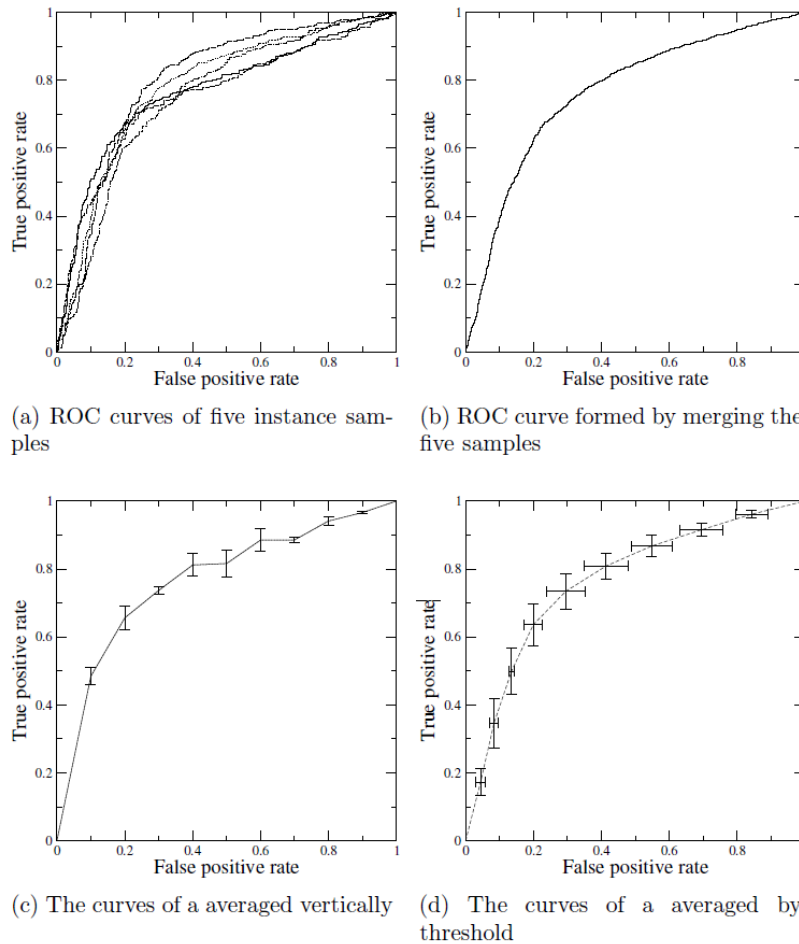 1
0.8
0.6
0.4
0.2
0
True positive rate
0 0.2 0.4 0.6 0.8 1
False positive rate
(a) ROC curves of five instance sam-
ples
1
0.8
0.6
0.4
0.2
0
True positive rate
0 0.2 0.4 0.6 0.8
False positive rate
(b) ROC curve formed by merging the
five samples
1
0.8
0.6
0.4
0.2
0
True positive rate
0 0.2 0.4 0.6 0.8 1
False positive rate
(c) The curves of a averaged vertically
1
0.8
0.6
0.4
0.2
0
True positive rate
0 0.2 0.4 0.6 0.8
False positive rate
(d) The curves of a averaged by
threshold